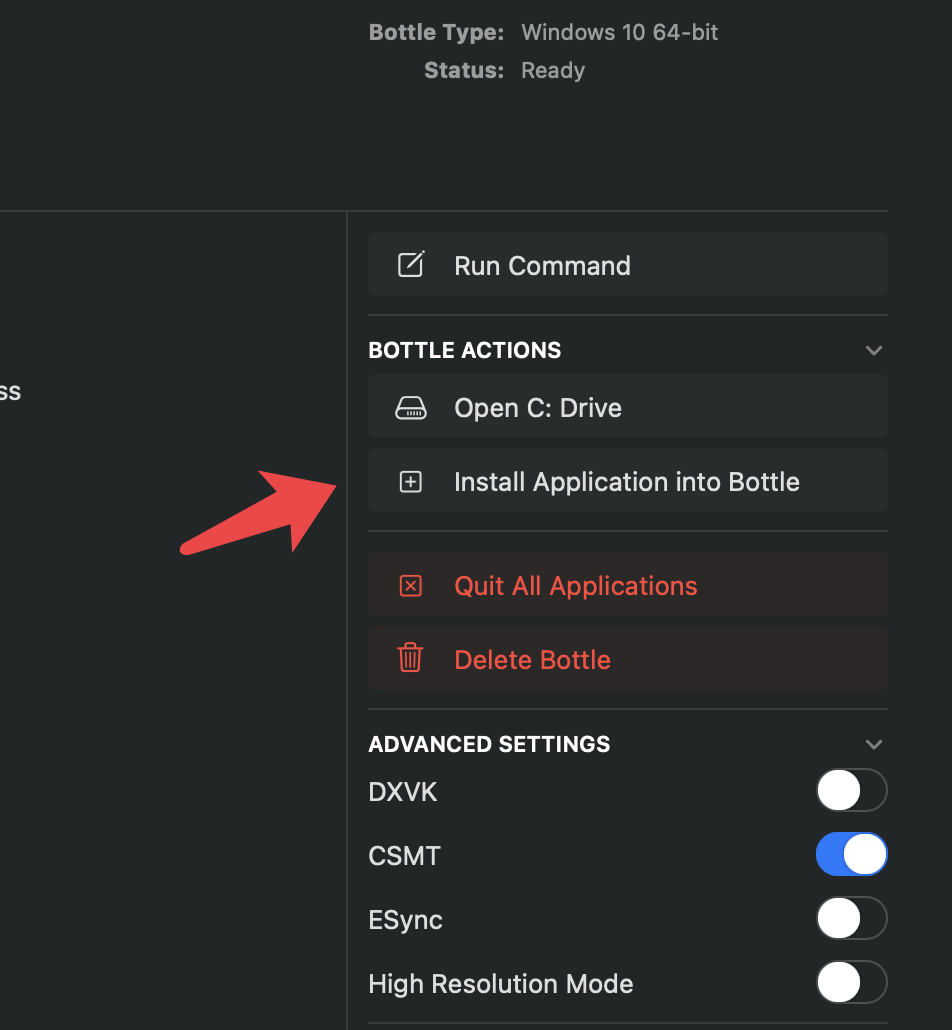 Bottle Type: Windows 10 64-bit
Status: Ready
Run Command
BOTTLE ACTIONS
ss
Open C: Drive
Install Application into Bottle
Quit All Applications
Delete Bottle
ADVANCED SETTINGS
DXVK
CSMT
ESync
High Resolution Mode